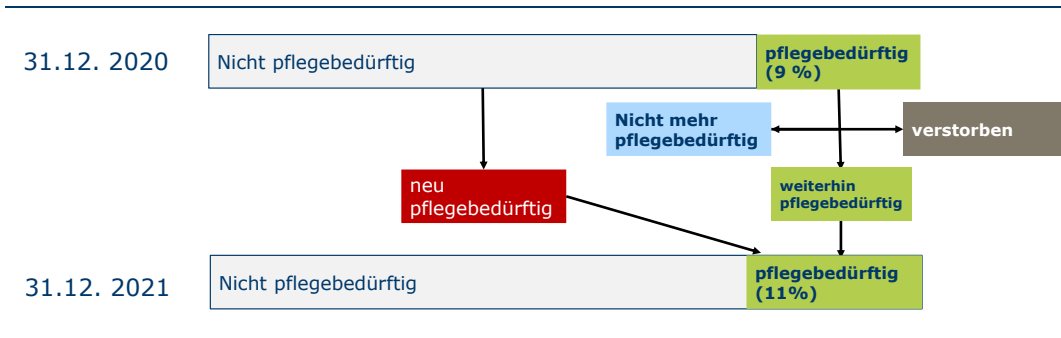 31.12. 2020
Nicht pflegebedürftig
pflegebedürftig
(9 %)
Nicht mehr
pflegebedürftig
verstorben
neu
pflegebedürftig
weiterhin
pflegebedürftig
31.12. 2021
Nicht pflegebedürftig
pflegebedürftig
(11%)